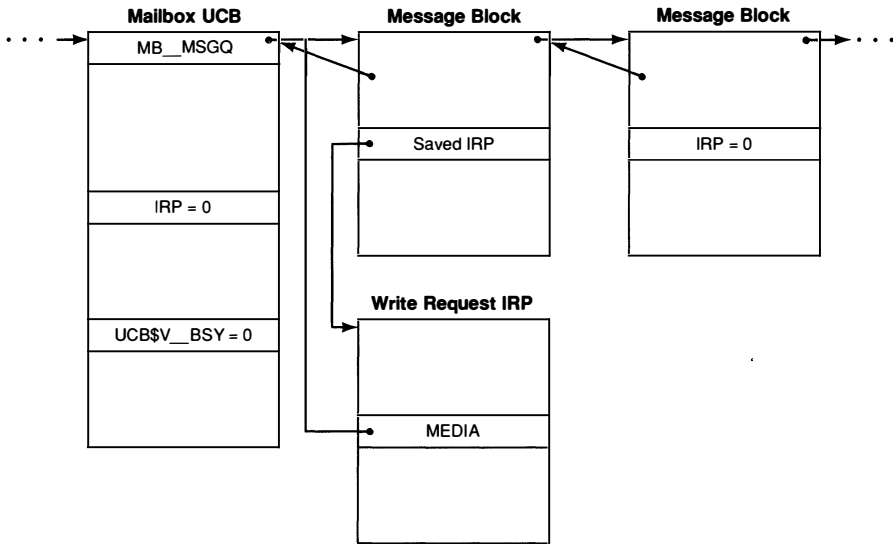 Mailbox UCB
Message Block
Message Block
MB__MSGQ
Saved IRP
IRP = 0
IRP = 0
Write Request IRP
UCB$V__BSY = 0
MEDIA